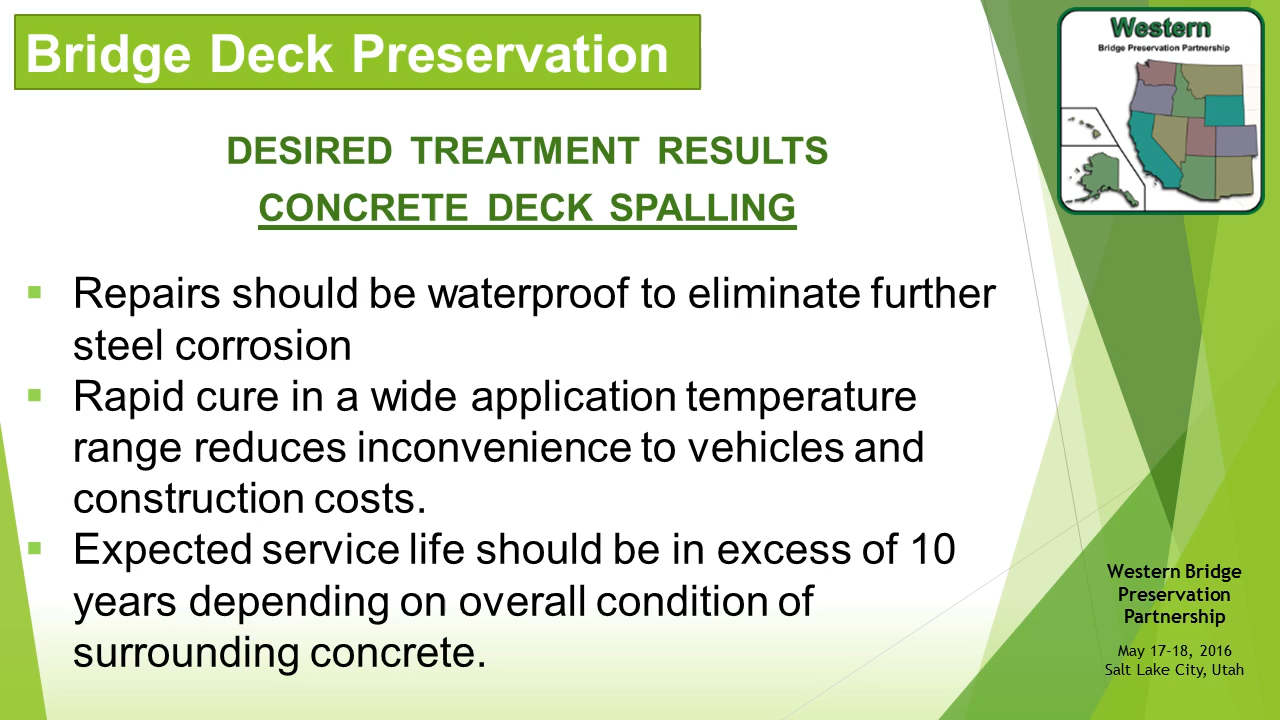 Bridge Deck Preservation
Western
Bridge Preservation Partnership
DESIRED TREATMENT RESULTS
CONCRETE DECK SPALLING
▪ Repairs should be waterproof to eliminate further
steel corrosion
▪ Rapid cure in a wide application temperature
range reduces inconvenience to vehicles and
construction costs.
▪ Expected service life should be in excess of 10
years depending on overall condition of
surrounding concrete.
Western Bridge
Preservation
Partnership
May 17-18, 2016
Salt Lake City, Utah